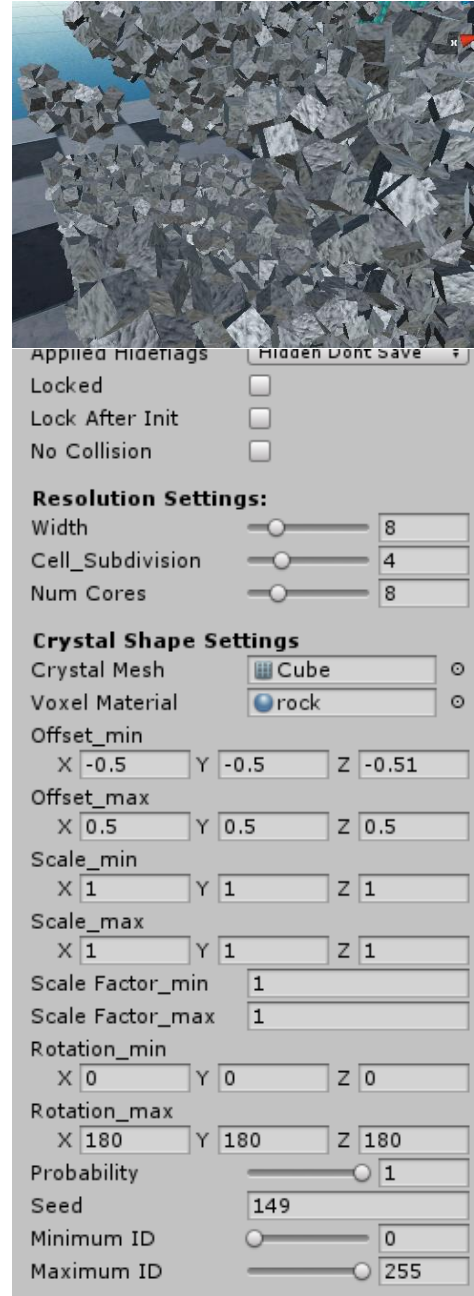 x
Applied Hideflags Hidden Dont Save
Locked
Lock After Init
No Collision
Resolution Settings:
Width 8
Cell_Subdivision 4
Num Cores 8
Crystal Shape Settings
Crystal Mesh Cube
Voxel Material rock
Offset_min
X -0.5 Y -0.5 Z -0.51
Offset_max
X 0.5 Y 0.5 Z 0.5
Scale_min
X 1 Y 1 Z 1
Scale_max
X 1 Y 1 Z 1
Scale Factor_min 1
Scale Factor_max 1
Rotation_min
X 0 Y 0 Z 0
Rotation_max
X 180 Y 180 Z 180
Probability 1
Seed 149
Minimum ID 0
Maximum ID 255